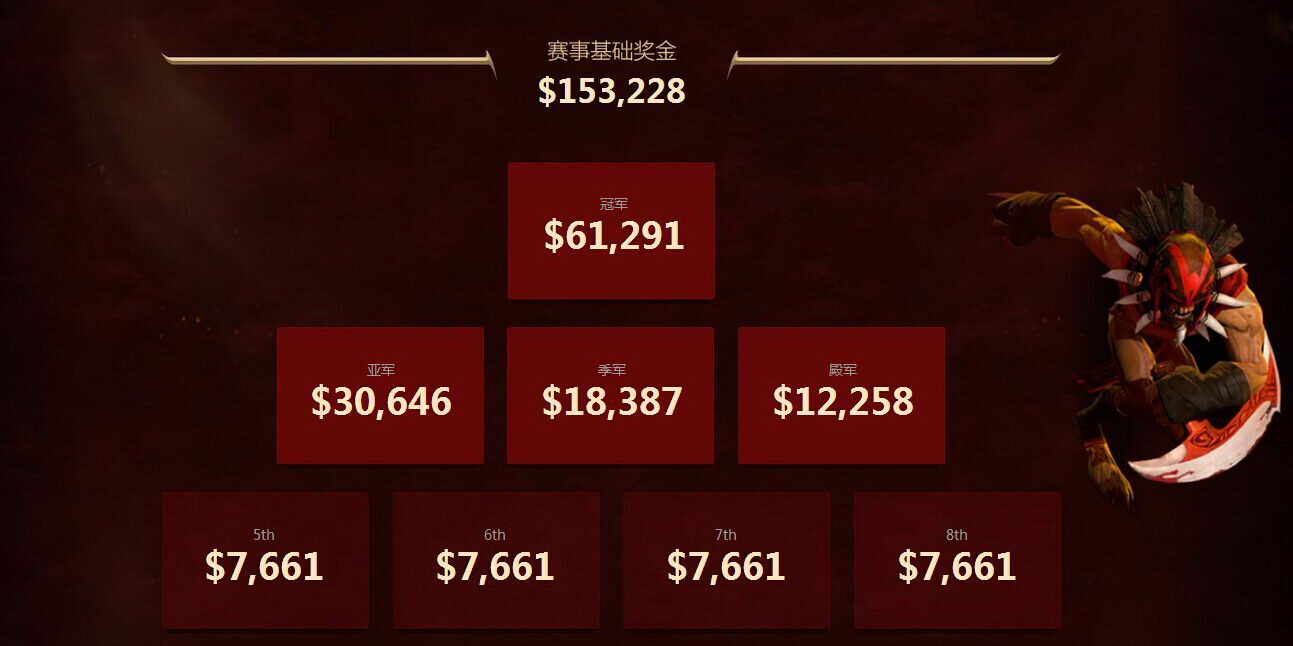 赛事基础奖金
$153,228
冠军
$61,291
亚军
$30,646
季军
$18,387
殿军
$12,258
5th
$7,661
6th
$7,661
7th
$7,661
8th
$7,661